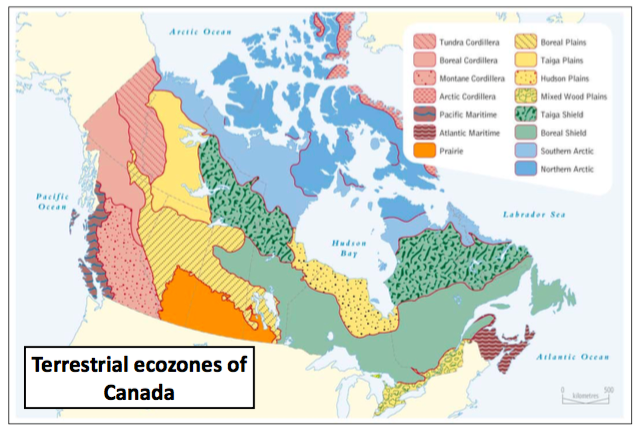 Arctic Ocean
Tundra Cordillera
Boreal Cordillera
Montane Cordillera
Arctic Cordillera
Pacific Maritime
Atlantic Maritime
Prairie
Boreal Plains
Taiga Plains
Hudson Plains
Mixed Wood Plains
Taiga Shield
Boreal Shield
Southern Arctic
Northern Arctic
Pacific
Ocean
Labrador Sea
Hudson
Bay
Terrestrial ecozones of
Canada
Atlantic Ocean
0 500
kilometres